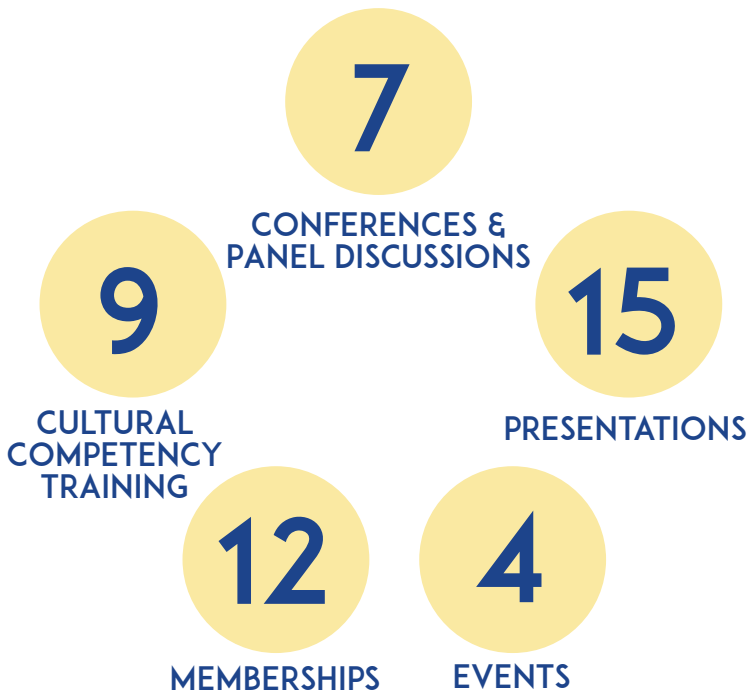 7
CONFERENCES &
PANEL DISCUSSIONS
9
CULTURAL
COMPETENCY
TRAINING
15
PRESENTATIONS
12
MEMBERSHIPS
4
EVENTS